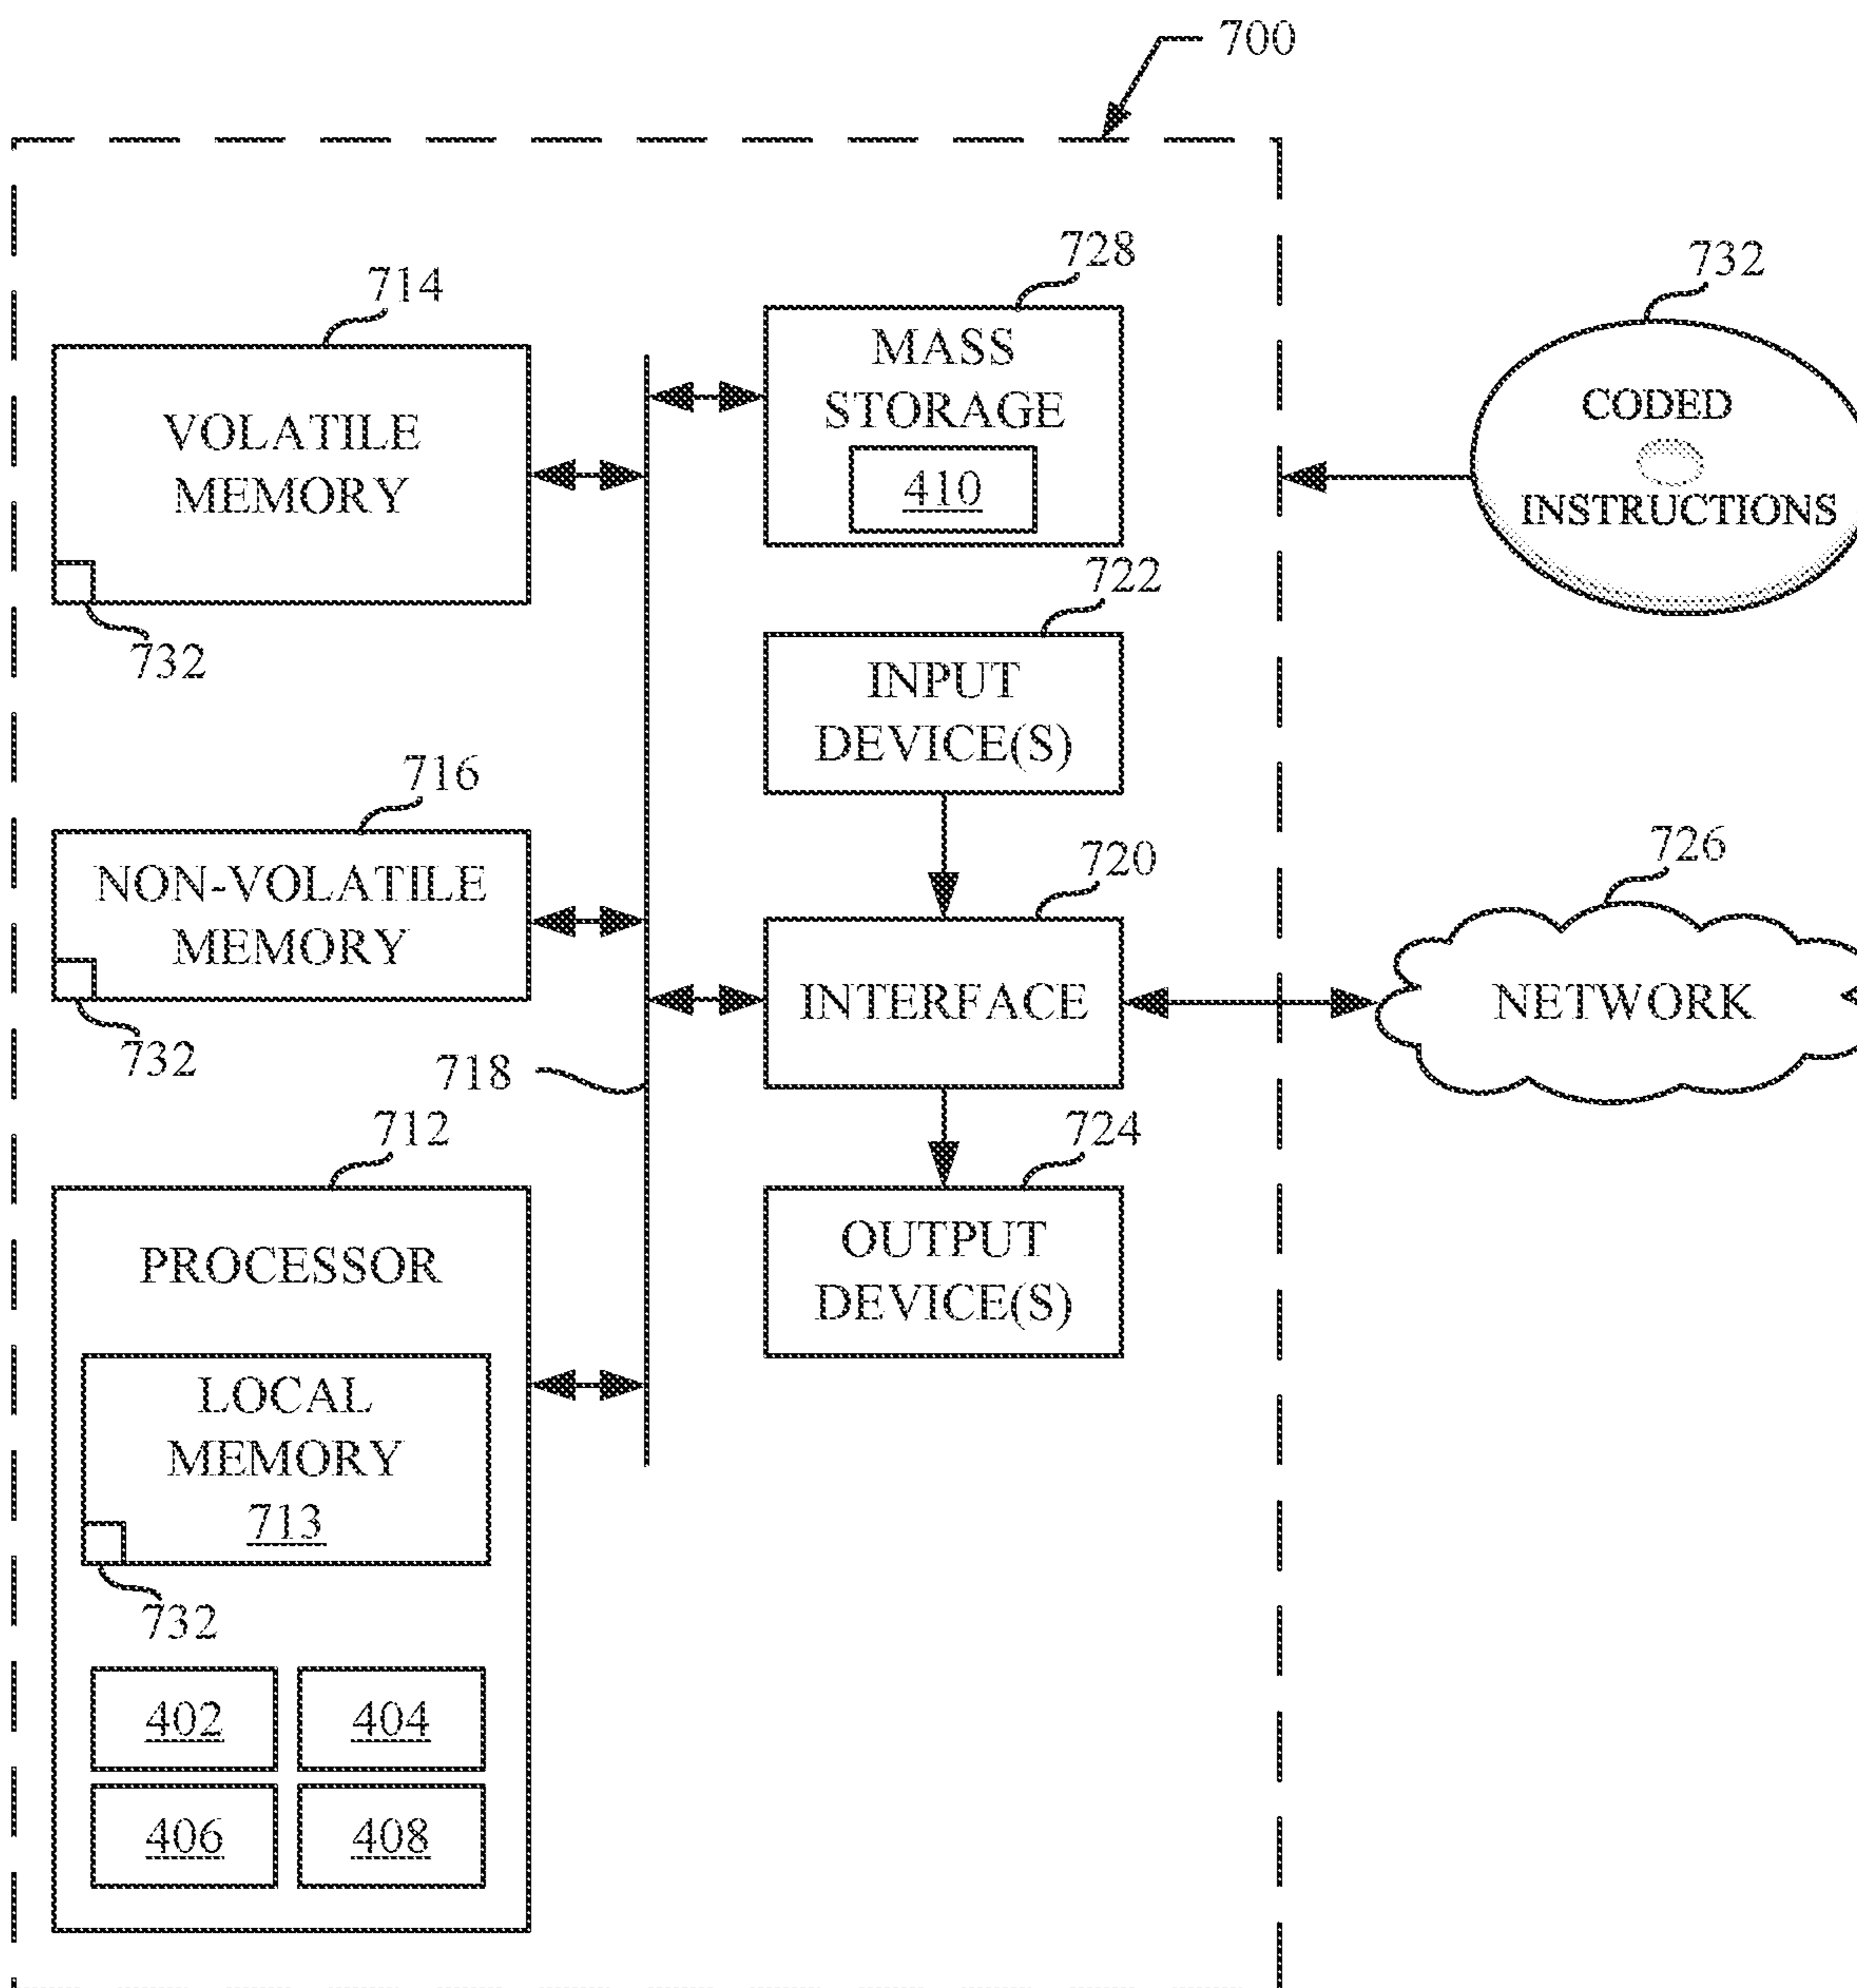 700
714
VOLATILE
MEMORY
732
728
MASS
STORAGE
410
732
CODED
INSTRUCTIONS
722
INPUT
DEVICE(S)
716
NON-VOLATILE
MEMORY
732
718
720
INTERFACE
726
NETWORK
712
PROCESSOR
LOCAL
MEMORY
713
732
402 404
406 408
724
OUTPUT
DEVICE(S)